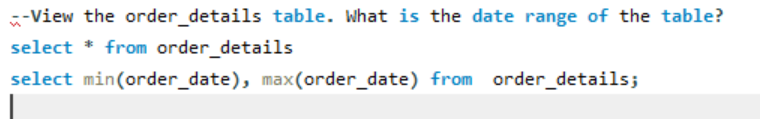 --View the order_details table. What is the date range of the table?
select * from order_details
select min(order_date), max(order_date) from  order_details;